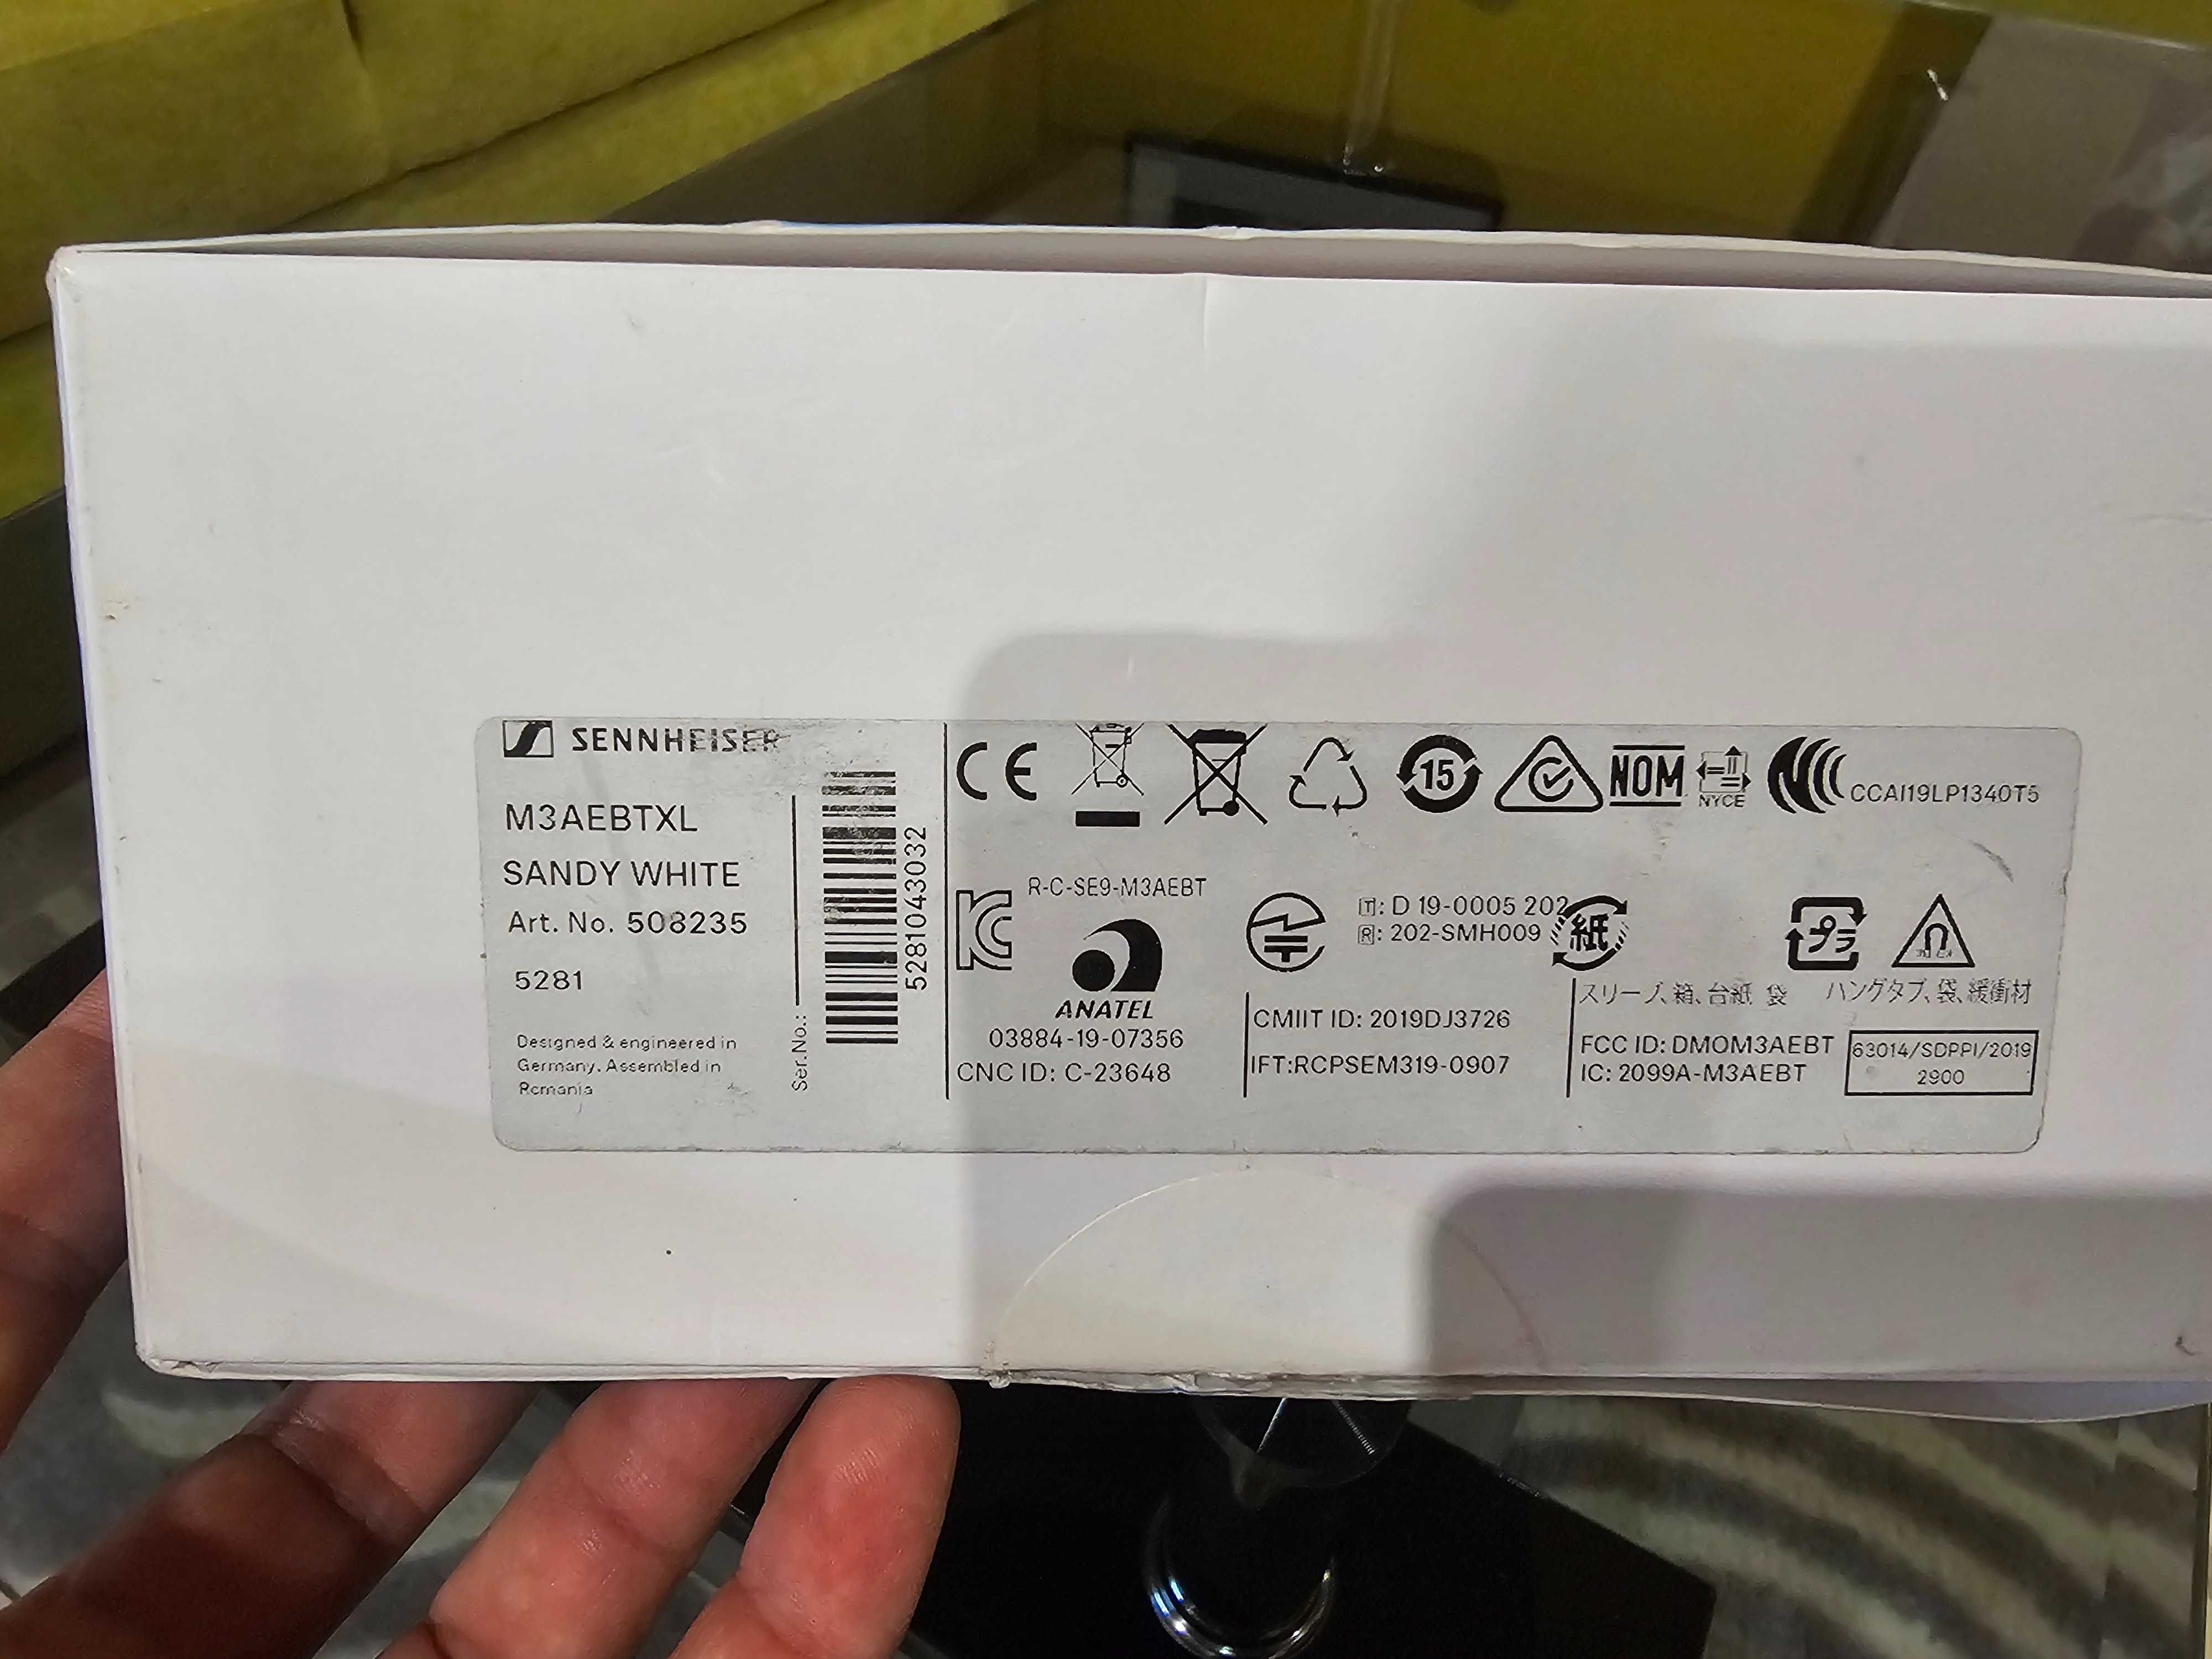 SENNHEISER
M3AEBTXL
SANDY WHITE
Art. No. 508235
5281
Designed & engineered in
Germany. Assembled in
Romania
Ser.No.:
5281043032
CE
15
NOM
NYCE
CCAI19LP1340T5
R-C-SE9-M3AEBT
ANATEL
03884-19-07356
CNC ID: C-23648
T: D 19-0005 202
R: 202-SMH009
紙
プラ
スリーブ、箱、台紙 袋
ハングタブ、袋、緩衝材
CMIIT ID: 2019DJ3726
IFT:RCPSEM319-0907
FCC ID: DMOM3AEBT
IC: 2099A-M3AEBT
63014/SDPPI/2019
2900